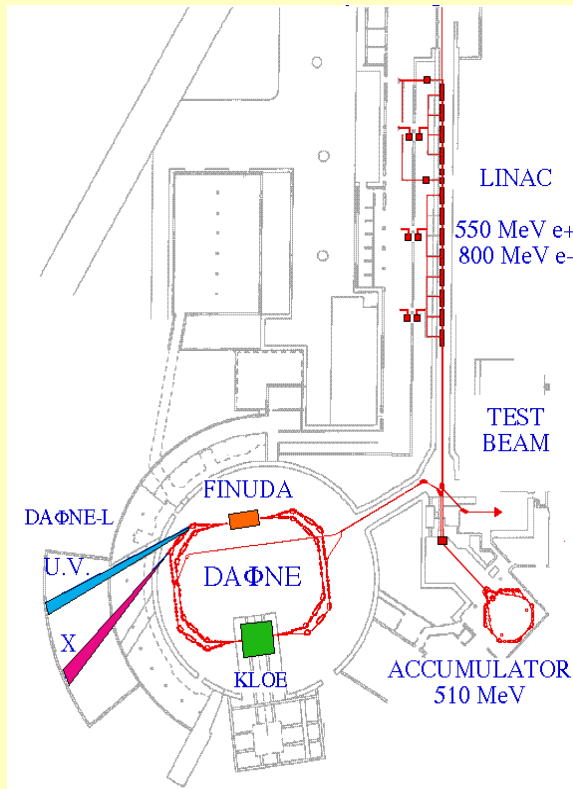 LINAC
550 MeV e+
800 MeV e-
TEST
BEAM
FINUDA
DAΦNE-L
U.V.
DAΦNE
X
KLOE
ACCUMULATOR
510 MeV